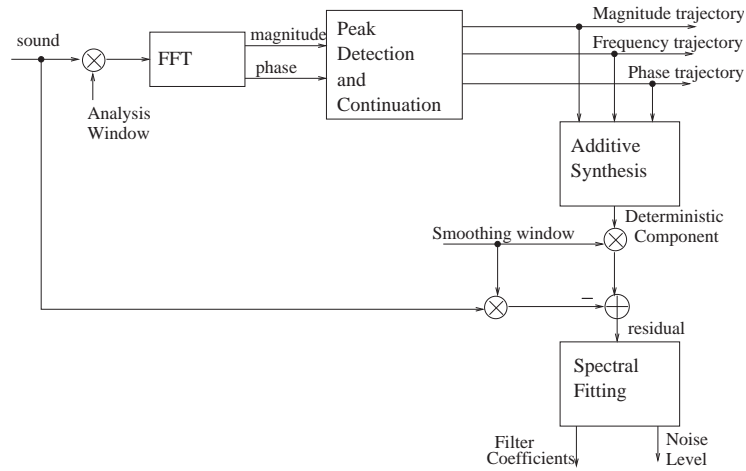 sound
Analysis
Window
FFT
magnitude
phase
Peak
Detection
and
Continuation
Magnitude trajectory
Frequency trajectory
Phase trajectory
Additive
Synthesis
Deterministic
Component
Smoothing window
−
residual
Spectral
Fitting
Filter
Coefficients
Noise
Level